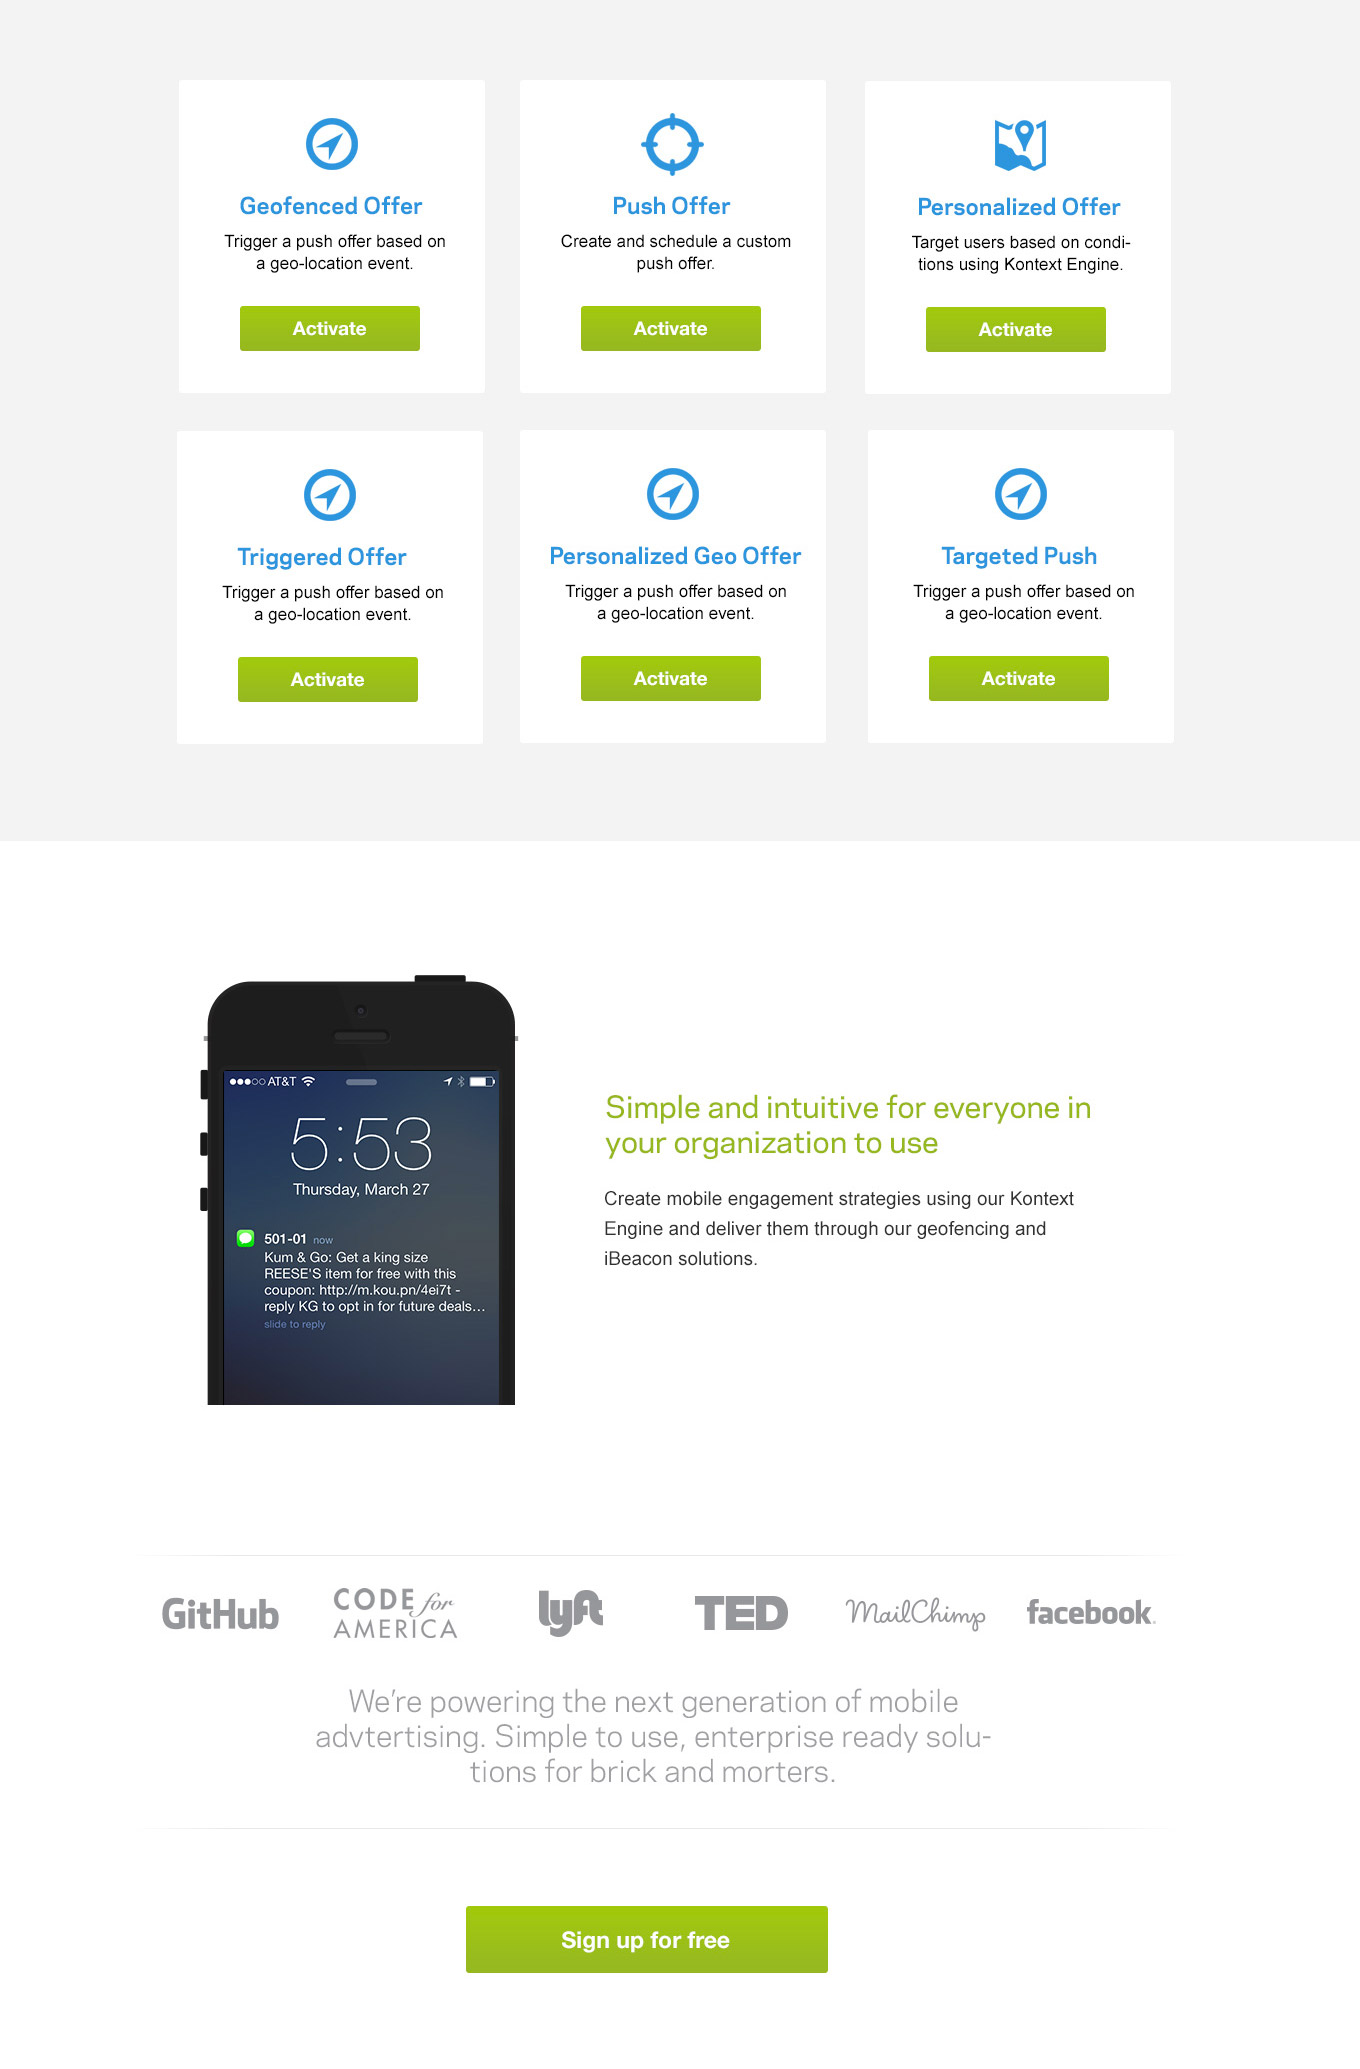 Geofenced Offer
Trigger a push offer based on
a geo-location event.
Activate
Push Offer
Create and schedule a custom
push offer.
Activate
Personalized Offer
Target users based on condi-
tions using Kontext Engine.
Activate
Triggered Offer
Trigger a push offer based on
a geo-location event.
Activate
Personalized Geo Offer
Trigger a push offer based on
a geo-location event.
Activate
Targeted Push
Trigger a push offer based on
a geo-location event.
Activate
AT&T
5:53
Thursday, March 27
501-01 now
Kum & Go: Get a king size
REESE'S item for free with this
coupon: http://m.kou.pn/4ei7t -
reply KG to opt in for future deals...
slide to reply
Simple and intuitive for everyone in
your organization to use
Create mobile engagement strategies using our Kontext
Engine and deliver them through our geofencing and
iBeacon solutions.
GitHub
CODE for
AMERICA
lyft
TED
MailChimp
facebook.
We're powering the next generation of mobile
advtertising. Simple to use, enterprise ready solu-
tions for brick and morters.
Sign up for free